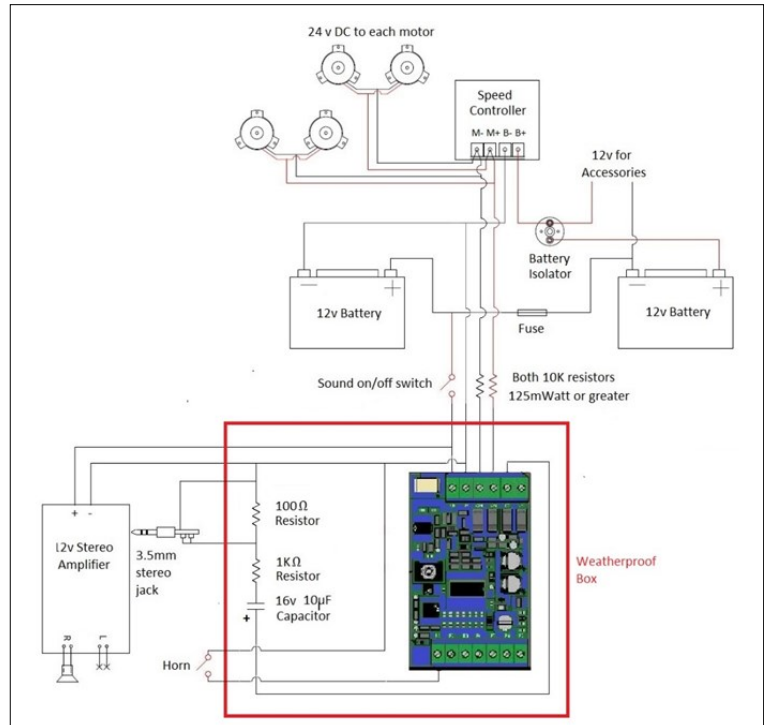 24 v DC to each motor
Speed
Controller
M- M+ B- B+
12v for
Accessories
Battery
Isolator
12v Battery
Fuse
12v Battery
Sound on/off switch
Both 10K resistors
125mWatt or greater
+ -
12v Stereo
Amplifier
3.5mm
stereo
jack
100Ω
Resistor
1KΩ
Resistor
16v 10µF
Capacitor
+
Weatherproof
Box
R L
Horn